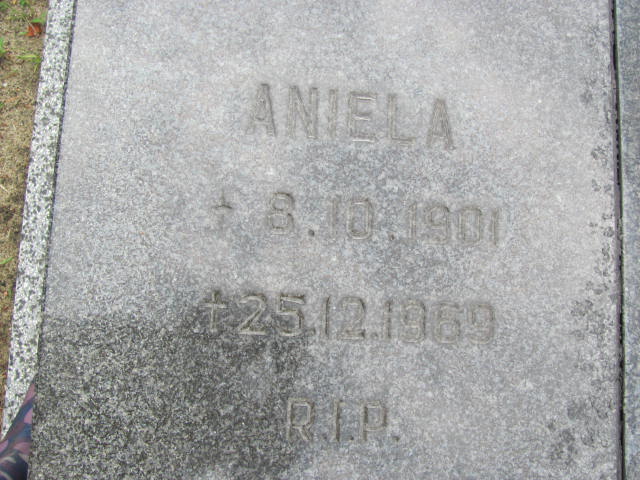 ANIELA
* 8.10.1901
†25.12.1969
R.I.P.